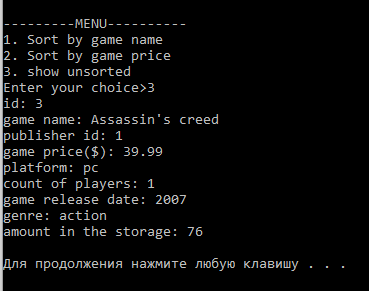 ---------MENU----------
1. Sort by game name
2. Sort by game price
3. show unsorted
Enter your choice>3
id: 3
game name: Assassin's creed
publisher id: 1
game price($): 39.99
platform: pc
count of players: 1
game release date: 2007
genre: action
amount in the storage: 76
Для продолжения нажмите любую клавишу . . .